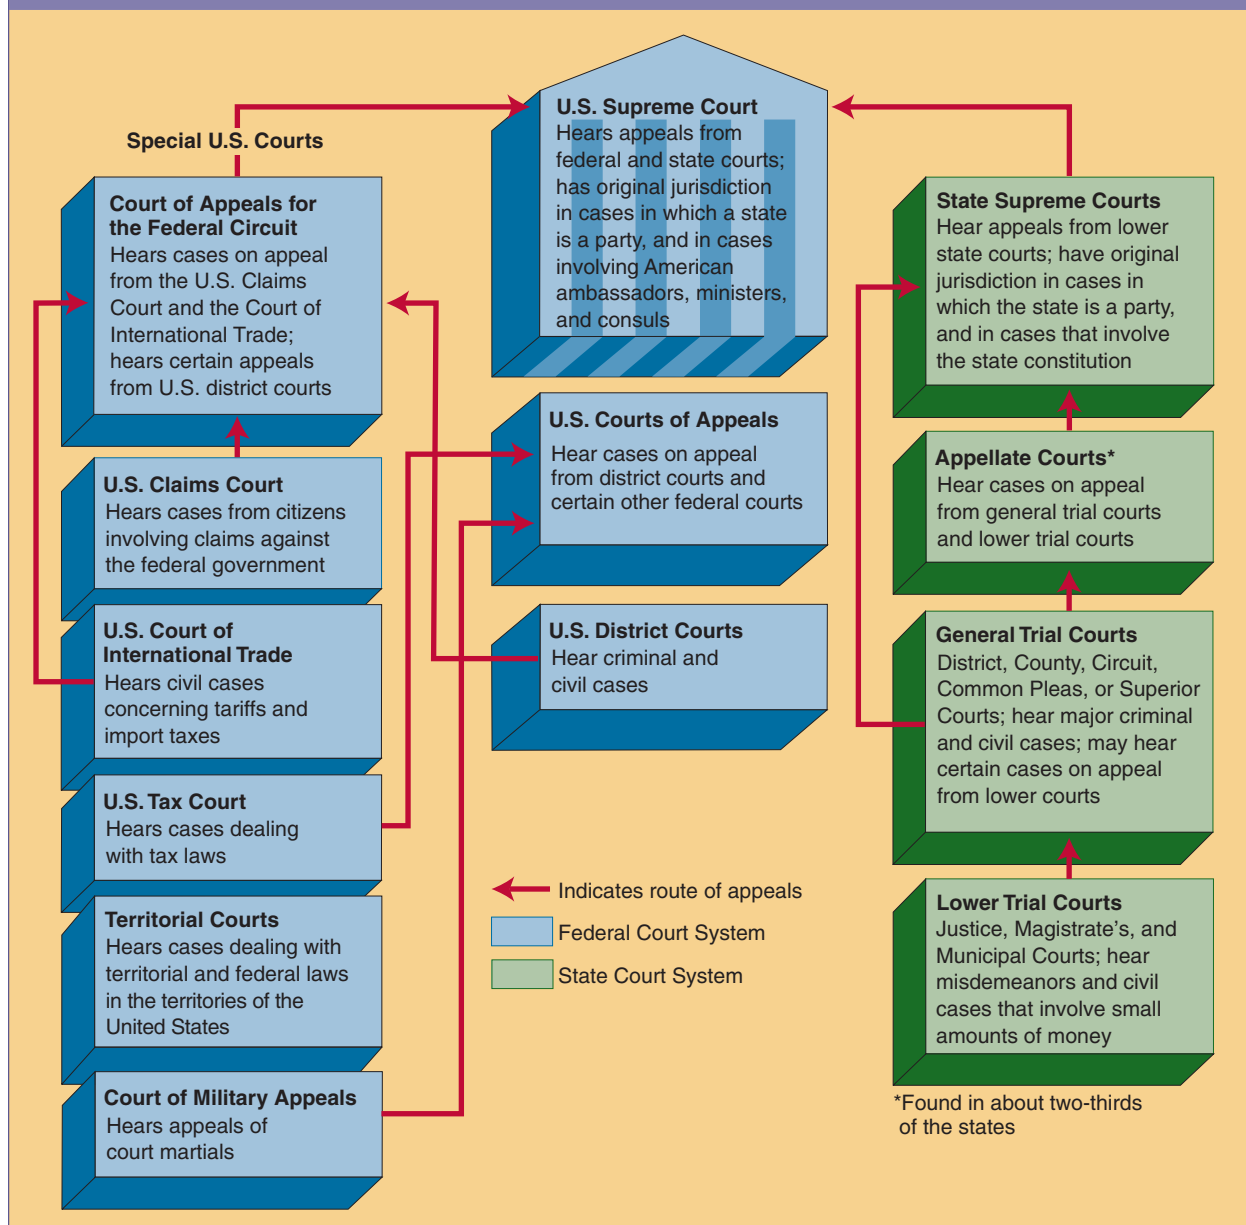 Special U.S. Courts
Court of Appeals for
the Federal Circuit
Hears cases on appeal
from the U.S. Claims
Court and the Court of
International Trade;
hears certain appeals
from U.S. district courts
U.S. Claims Court
Hears cases from citizens
involving claims against
the federal government
U.S. Court of
International Trade
Hears civil cases
concerning tariffs and
import taxes
U.S. Tax Court
Hears cases dealing
with tax laws
Territorial Courts
Hears cases dealing with
territorial and federal laws
in the territories of the
United States
Court of Military Appeals
Hears appeals of
court martials
U.S. Supreme Court
Hears appeals from
federal and state courts;
has original jurisdiction
in cases in which a state
is a party, and in cases
involving American
ambassadors, ministers,
and consuls
U.S. Courts of Appeals
Hear cases on appeal
from district courts and
certain other federal courts
U.S. District Courts
Hear criminal and
civil cases
Indicates route of appeals
Federal Court System
State Court System
State Supreme Courts
Hear appeals from lower
state courts; have original
jurisdiction in cases in
which the state is a party,
and in cases that involve
the state constitution
Appellate Courts*
Hear cases on appeal
from general trial courts
and lower trial courts
General Trial Courts
District, County, Circuit,
Common Pleas, or Superior
Courts; hear major criminal
and civil cases; may hear
certain cases on appeal
from lower courts
Lower Trial Courts
Justice, Magistrate's, and
Municipal Courts; hear
misdemeanors and civil
cases that involve small
amounts of money
*Found in about two-thirds
of the states